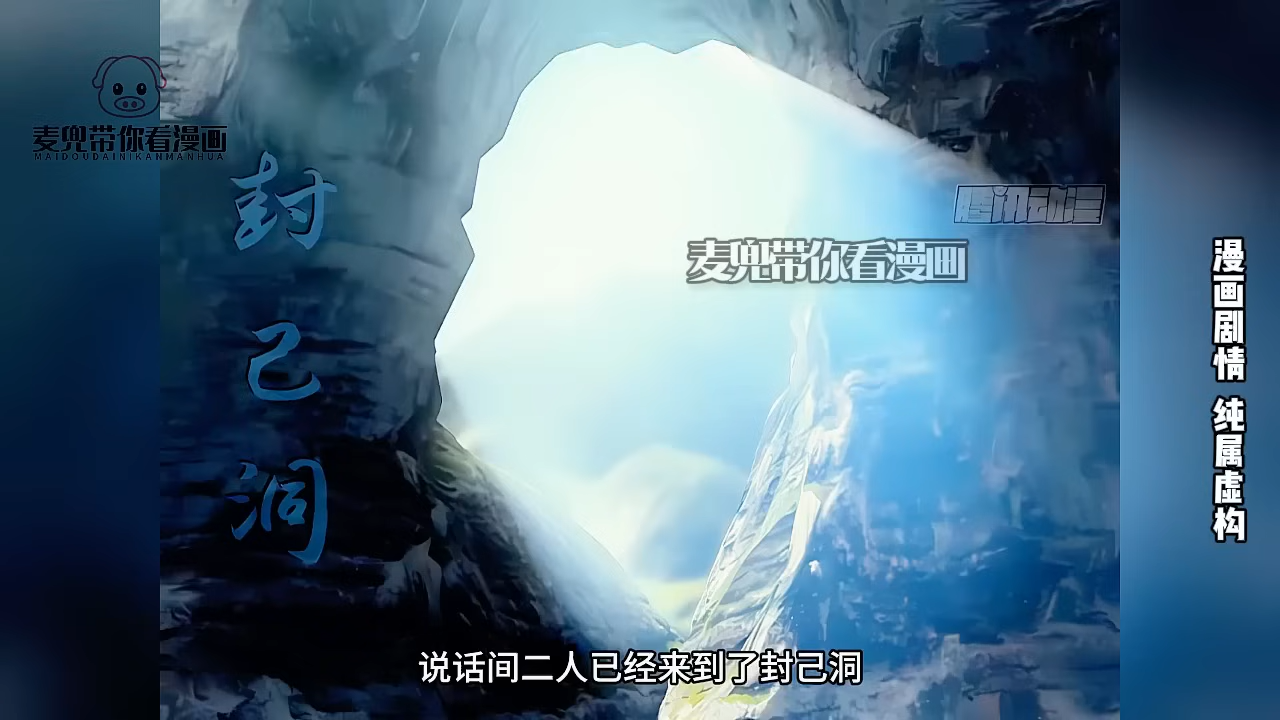 麦兜带你看漫画
MAIDOUDAINIKANMANHUA
封己洞
腾讯动漫
麦兜带你看漫画
漫画剧情 纯属虚构
说话间二人已经来到了封己洞